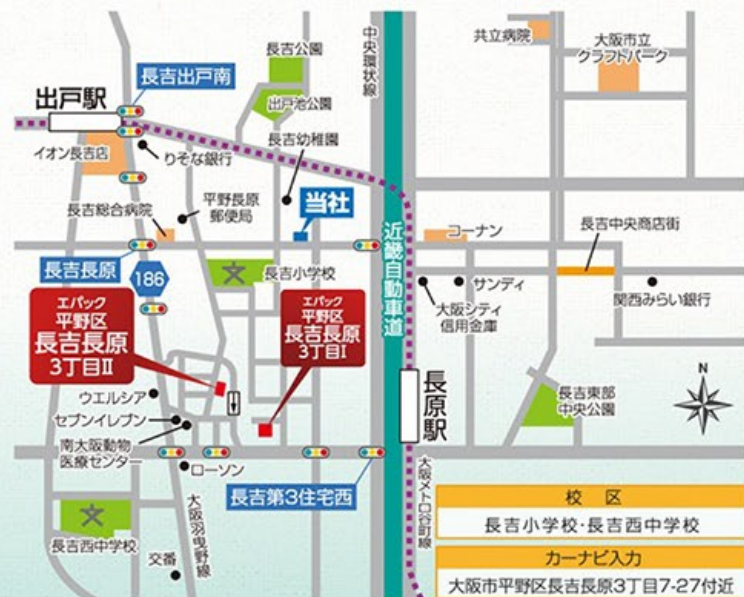 長吉公園
中央環状線
共立病院
大阪市立
クラフトパーク
長吉出戸南
出戸駅
出戸池公園
イオン長吉店
りそな銀行
長吉幼稚園
長吉総合病院
平野長原
郵便局
当社
コーナン
長吉中央商店街
近畿自動車道
長吉長原
186
長吉小学校
サンディ
大阪シティ
信用金庫
関西みらい銀行
エパック
平野区
長吉長原
3丁目Ⅱ
エパック
平野区
長吉長原
3丁目Ⅰ
長原駅
N
長吉東部
中央公園
ウエルシア
セブンイレブン
南大阪動物
医療センター
ローソン
長吉第3住宅西
大阪メトロ谷町線
大阪羽曳野線
長吉西中学校
交番
校区
長吉小学校・長吉西中学校
カーナビ入力
大阪市平野区長吉長原3丁目7-27付近